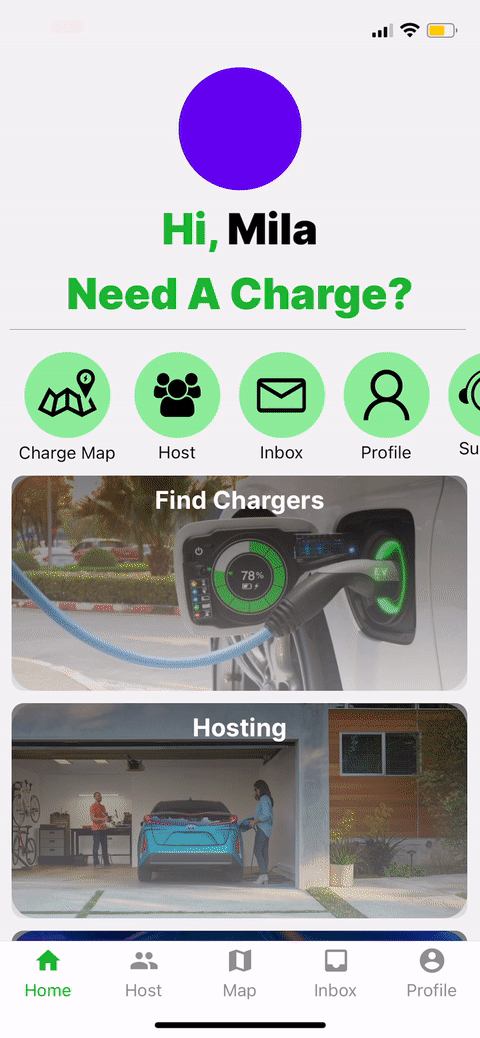 Hi, Mila
Need A Charge?
Charge Map
Host
Inbox
Profile
Su
Find Chargers
78%
EV
Hosting
Home
Host
Map
Inbox
Profile